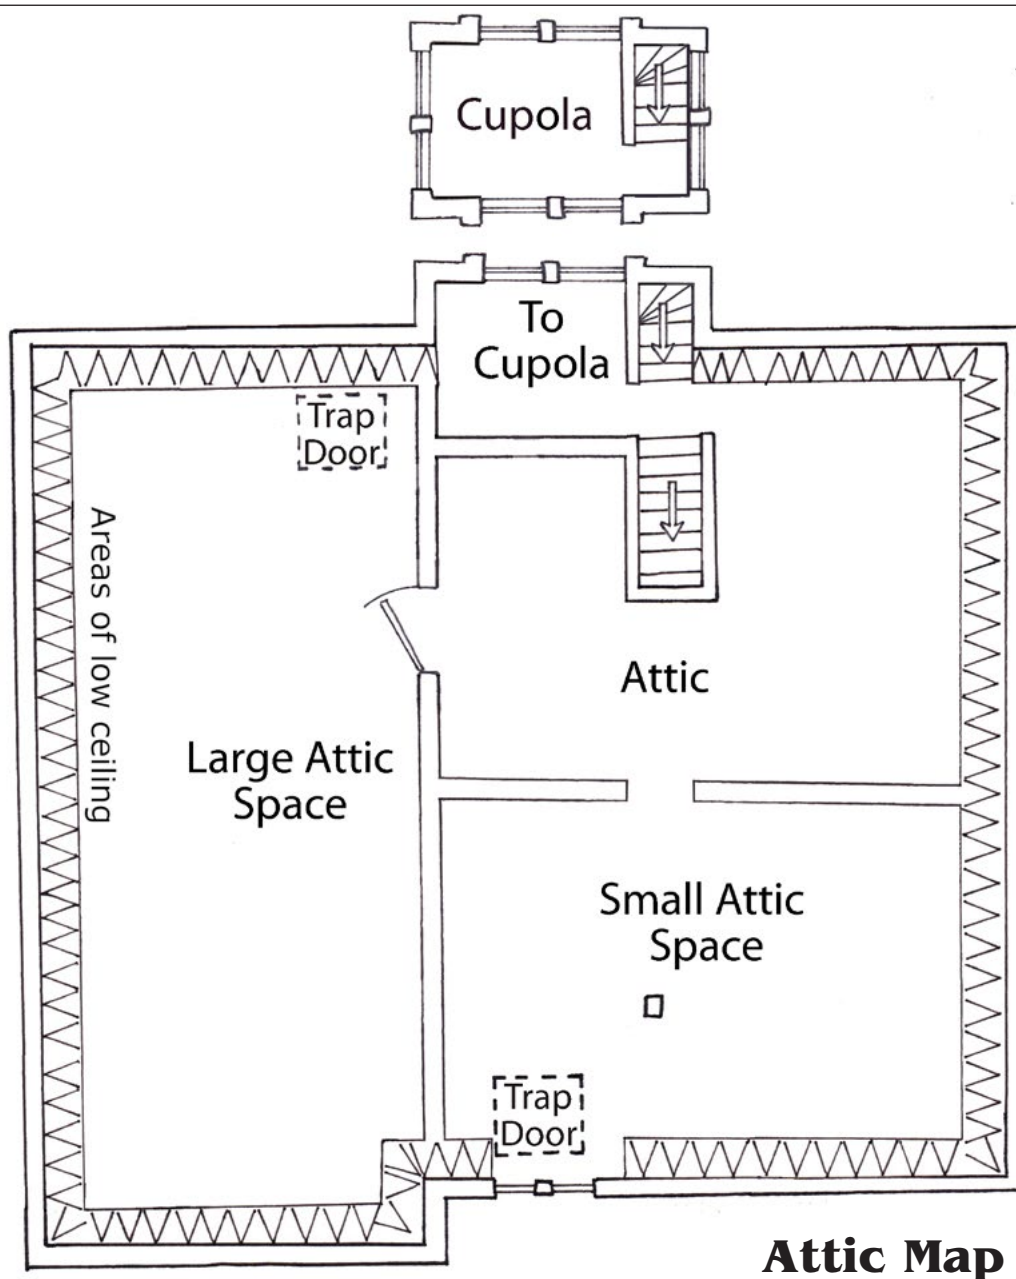 Cupola
To
Cupola
Trap
Door
Areas of low ceiling
Attic
Large Attic
Space
Small Attic
Space
Trap
Door
Attic Map